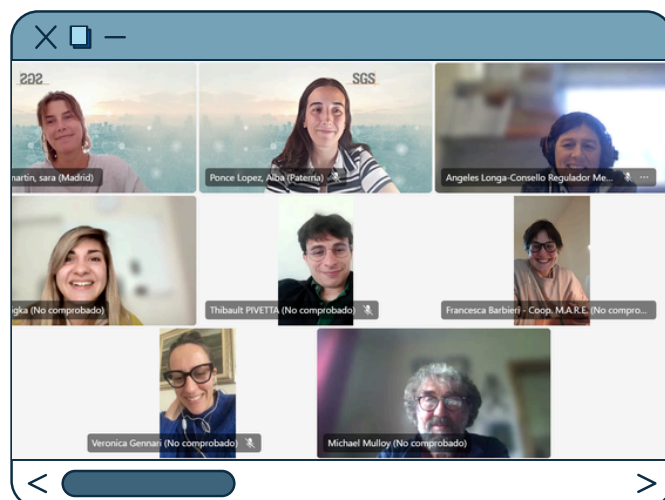 SGS
SGS
martin, sara (Madrid)
Ponce Lopez, Alba (Paterna)
Angeles Longa-Consello Regulador Me...
igka (No comprobado)
Thibault PIVETTA (No comprobado)
Francesca Barbieri - Coop. M.A.R.E. (No compro...
Veronica Gennari (No comprobado)
Michael Mulloy (No comprobado)